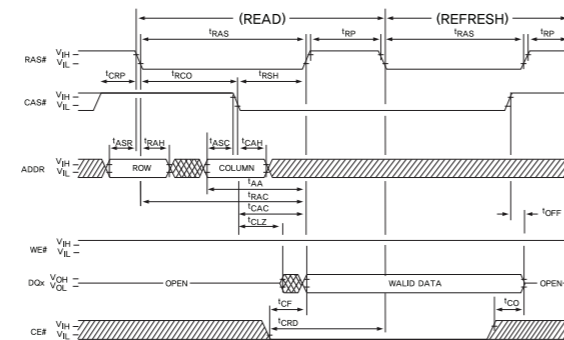 (READ) (REFRESH)
tRAS tRP tRAS tRP
RAS# VIH
VIL
tCRP tRCO tRSH
CAS# VIH
VIL
tASR tRAH tASC tCAH
ADDR VIH
VIL
ROW COLUMN
tAA
tRAC
tCAC
tOFF
tCLZ
WE# VIH
VIL
DQx VOH
VOL
OPEN WALID DATA OPEN
tCF tCO
tCRD
CE# VIH
VIL